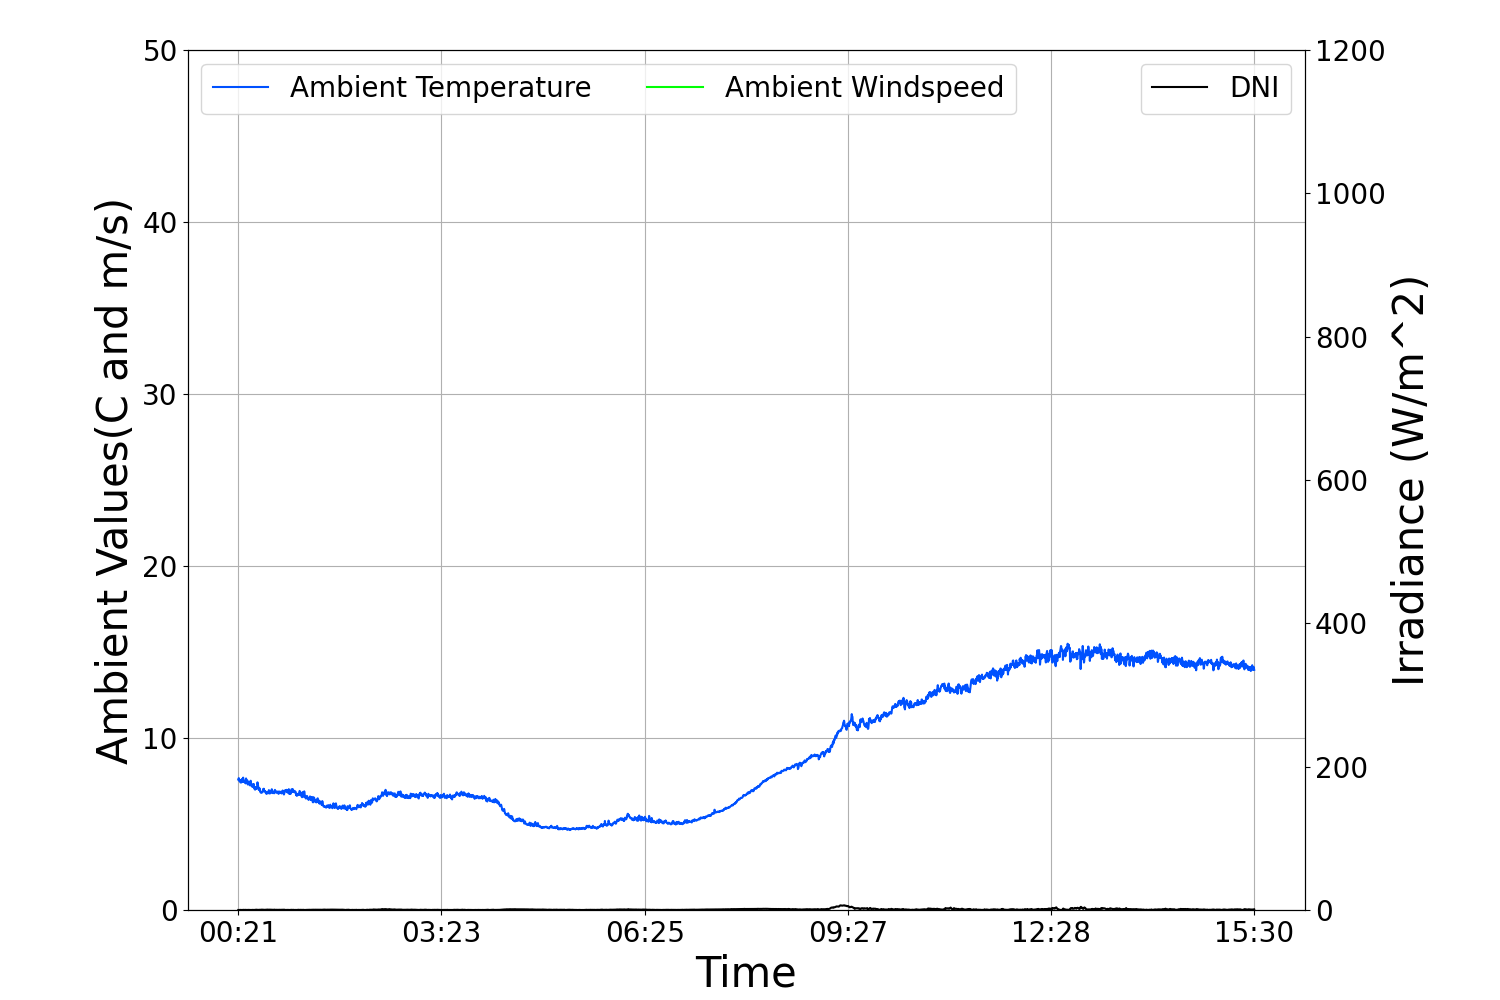 Ambient Temperature Ambient Windspeed DNI
Ambient Values(C and m/s)
50
40
30
20
10
0
1200
1000
800
600
400
200
0
Irradiance (W/m^2)
00:21 03:23 06:25 09:27 12:28 15:30
Time